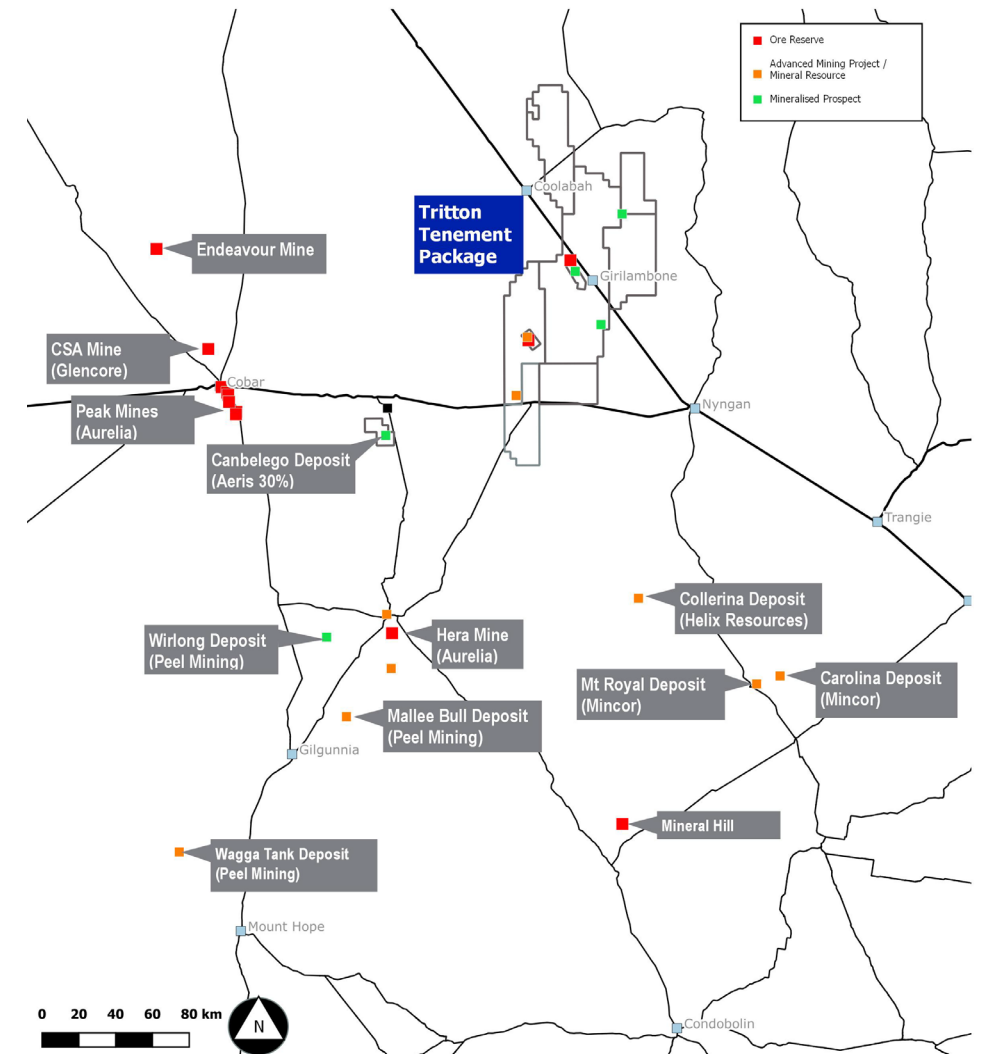 Ore Reserve
Advanced Mining Project /
Mineral Resource
Mineralised Prospect
Coolabah
Tritton
Tenement
Package
Endeavour Mine
Girilambone
CSA Mine
(Glencore)
Cobar
Peak Mines
(Aurelia)
Nyngan
Canbelego Deposit
(Aeris 30%)
Trangie
Collerina Deposit
(Helix Resources)
Wirlong Deposit
(Peel Mining)
Hera Mine
(Aurelia)
Mt Royal Deposit
(Mincor)
Carolina Deposit
(Mincor)
Mallee Bull Deposit
(Peel Mining)
Gilgunnia
Mineral Hill
Wagga Tank Deposit
(Peel Mining)
Mount Hope
0 20 40 60 80 km
N
Condobolin